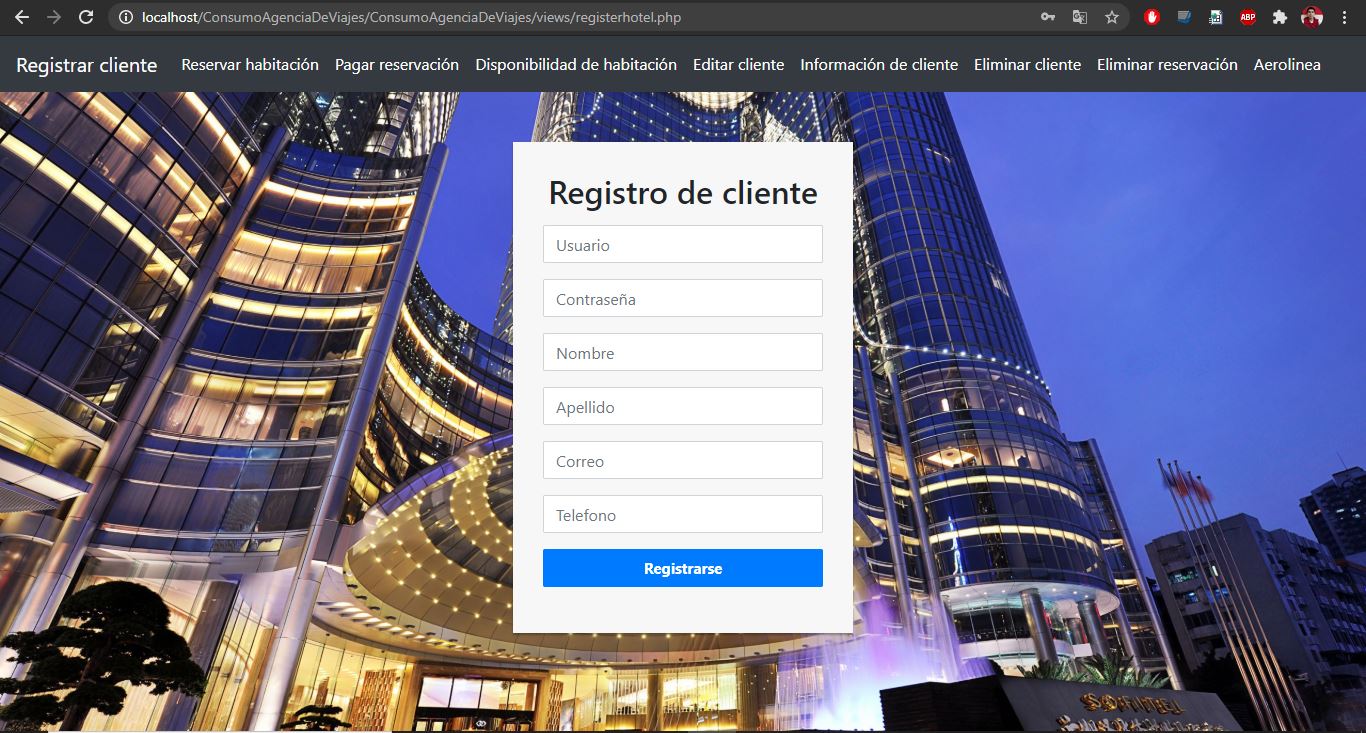 localhost/ConsumoAgenciaDeViajes/ConsumoAgenciaDeViajes/views/registerhotel.php
ABP
Registrar cliente Reservar habitación Pagar reservación Disponibilidad de habitación Editar cliente Información de cliente Eliminar cliente Eliminar reservación Aerolinea
Registro de cliente
Usuario
Contraseña
Nombre
Apellido
Correo
Telefono
Registrarse
SOFITEL